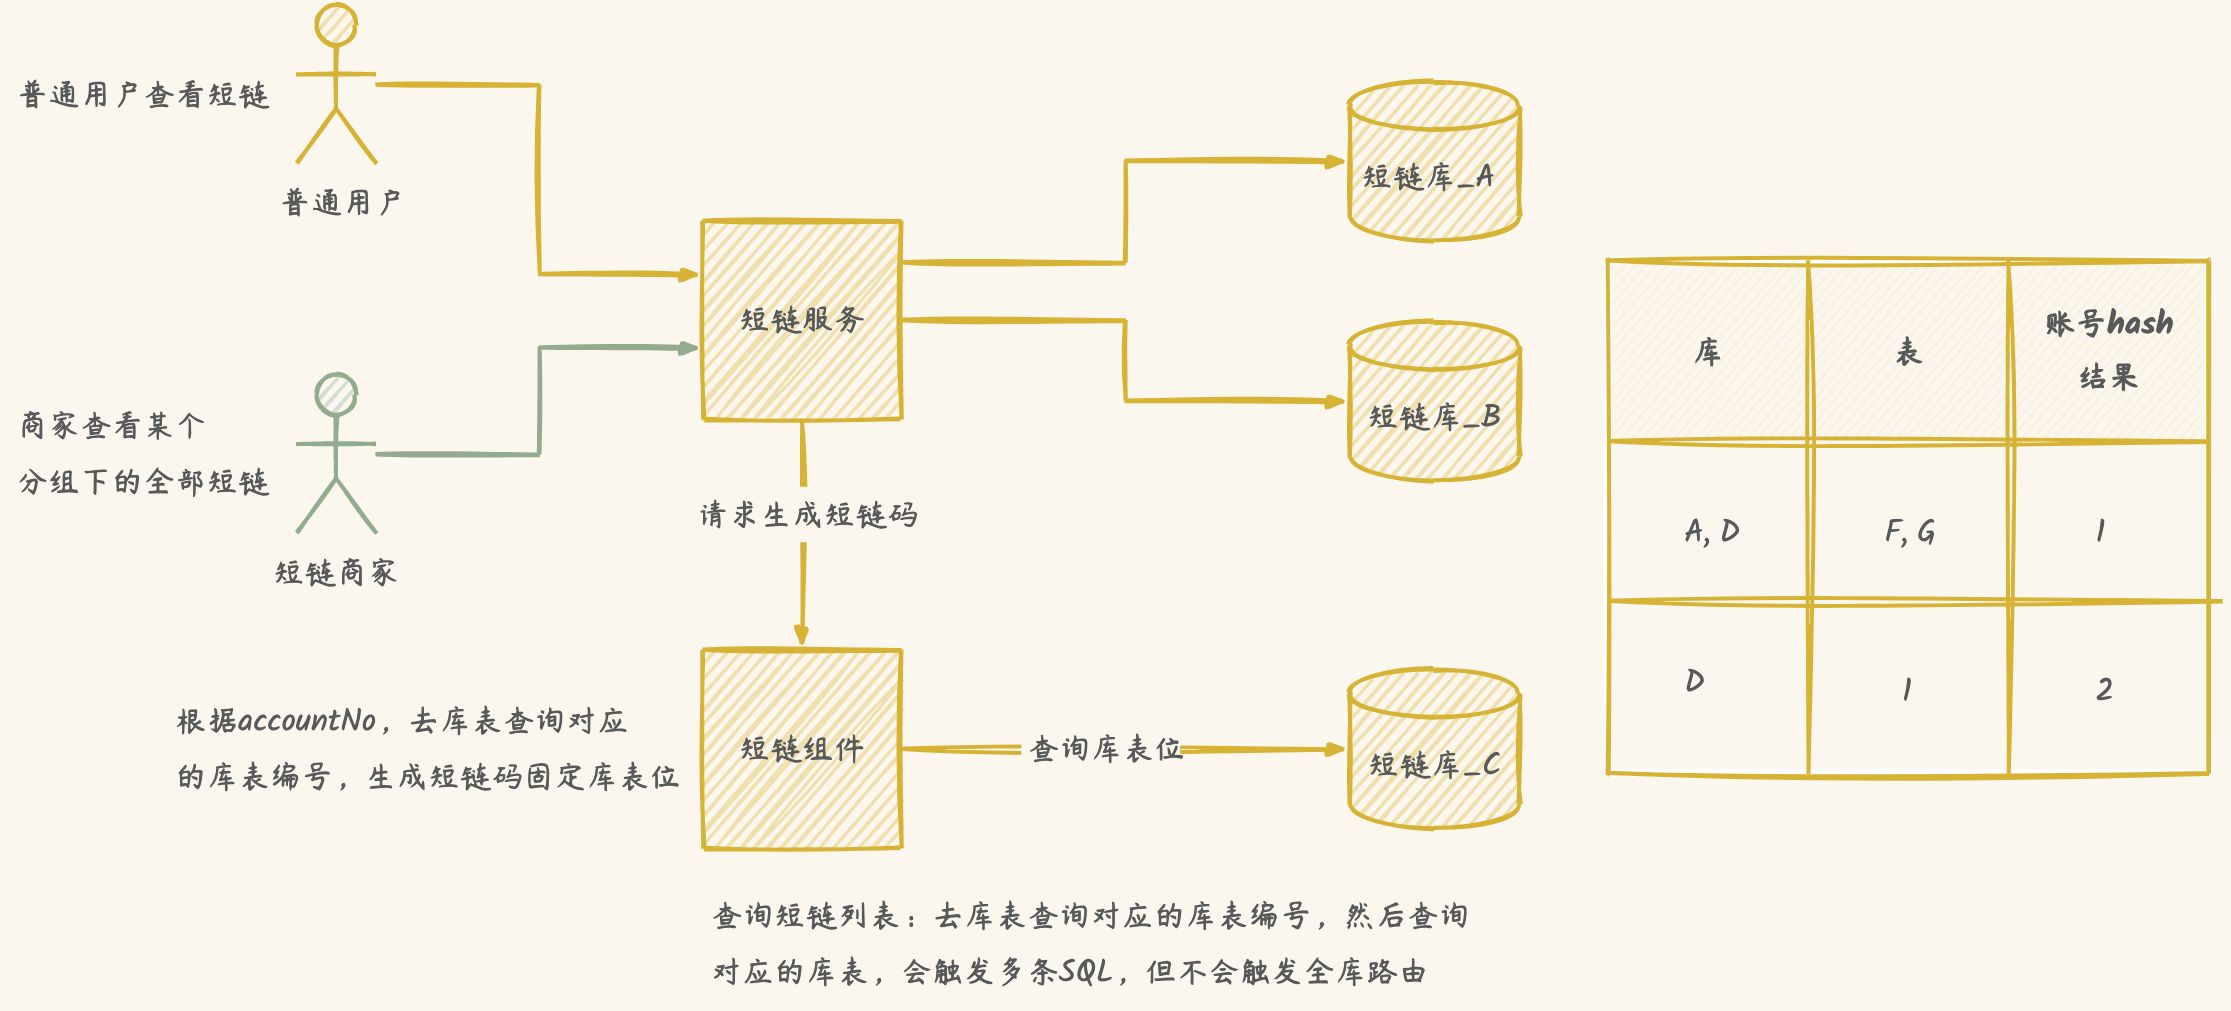 普通用户查看短链
普通用户
商家查看某个
分组下的全部短链
短链商家
短链服务
请求生成短链码
根据accountNo，去库表查询对应
的库表编号，生成短链码固定库表位
短链组件
查询库表位
短链库_A
短链库_B
短链库_C
库
表
账号hash
结果
A, D
F, G
1
D
1
2
查询短链列表：去库表查询对应的库表编号，然后查询
对应的库表，会触发多条SQL，但不会触发全库路由